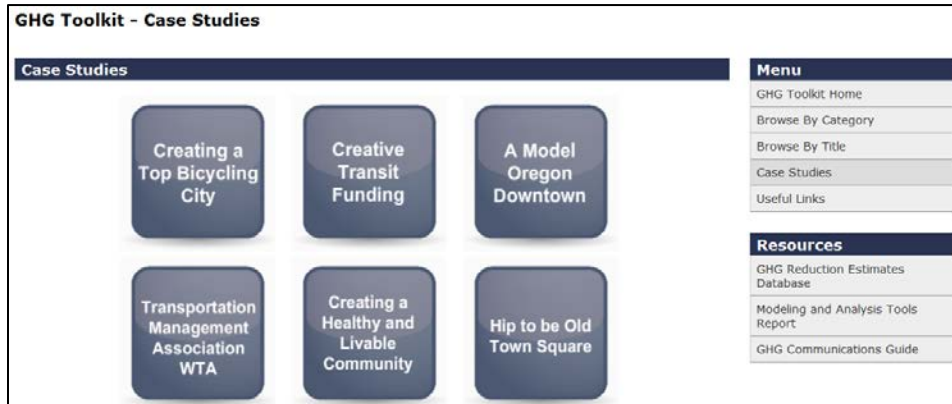 GHG Toolkit - Case Studies
Case Studies
Creating a
Top Bicycling
City
Creative
Transit
Funding
A Model
Oregon
Downtown
Transportation
Management
Association
WTA
Creating a
Healthy and
Livable
Community
Hip to be Old
Town Square
Menu
GHG Toolkit Home
Browse By Category
Browse By Title
Case Studies
Useful Links
Resources
GHG Reduction Estimates
Database
Modeling and Analysis Tools
Report
GHG Communications Guide